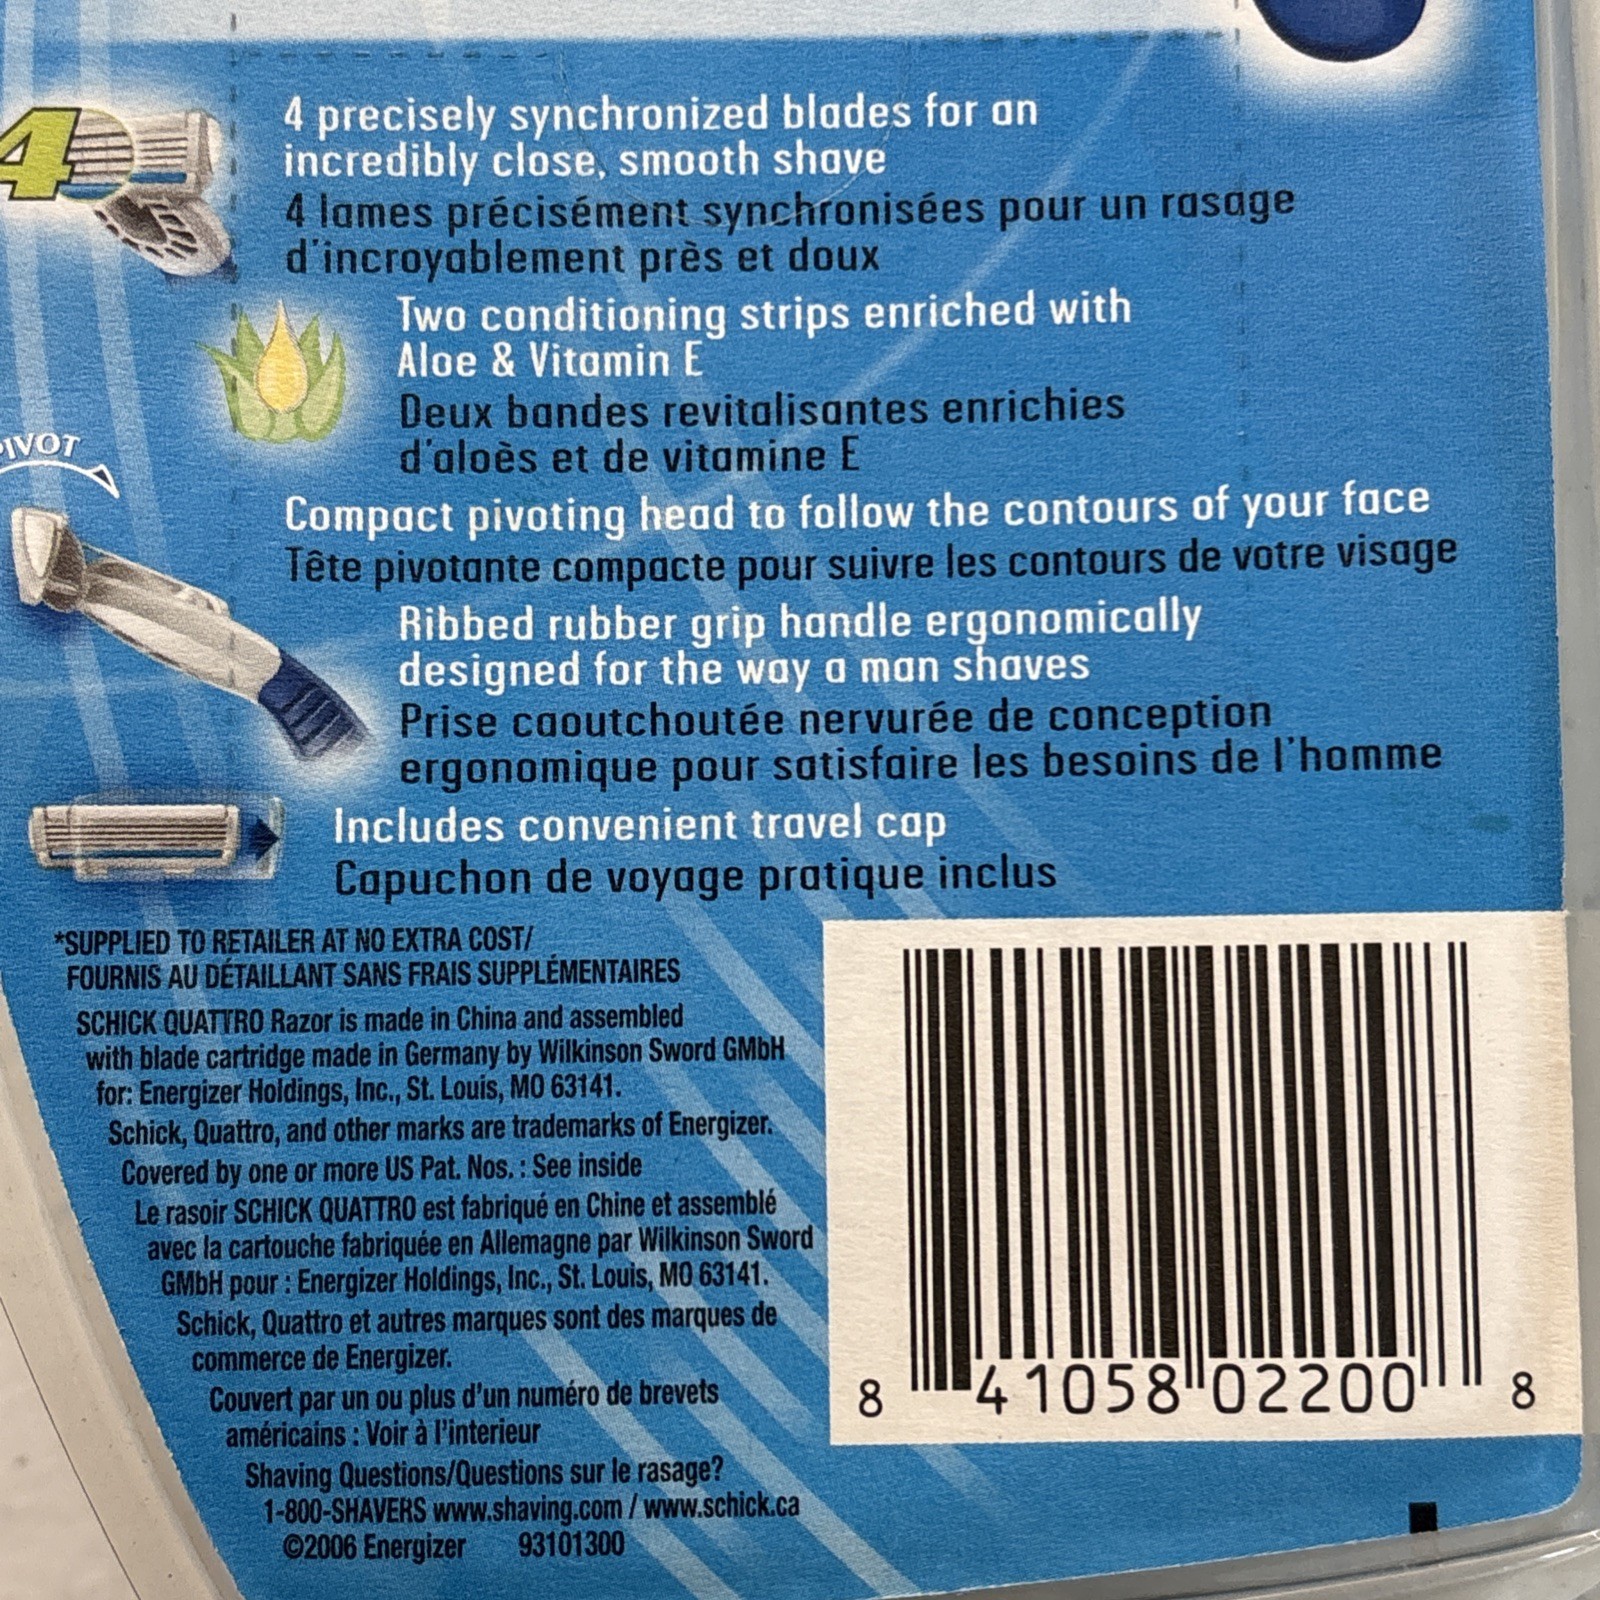 4
4 precisely synchronized blades for an
incredibly close, smooth shave
4 lames précisément synchronisées pour un rasage
d'incroyablement près et doux
Two conditioning strips enriched with
Aloe & Vitamin E
Deux bandes revitalisantes enrichies
d'aloès et de vitamine E
PIVOT
Compact pivoting head to follow the contours of your face
Tête pivotante compacte pour suivre les contours de votre visage
Ribbed rubber grip handle ergonomically
designed for the way a man shaves
Prise caoutchoutée nervurée de conception
ergonomique pour satisfaire les besoins de l'homme
Includes convenient travel cap
Capuchon de voyage pratique inclus
*SUPPLIED TO RETAILER AT NO EXTRA COST/
FOURNIS AU DÉTAILLANT SANS FRAIS SUPPLÉMENTAIRES
SCHICK QUATTRO Razor is made in China and assembled
with blade cartridge made in Germany by Wilkinson Sword GMbH
for: Energizer Holdings, Inc., St. Louis, MO 63141.
Schick, Quattro, and other marks are trademarks of Energizer.
Covered by one or more US Pat. Nos. : See inside
Le rasoir SCHICK QUATTRO est fabriqué en Chine et assemblé
avec la cartouche fabriquée en Allemagne par Wilkinson Sword
GMbH pour : Energizer Holdings, Inc., St. Louis, MO 63141.
Schick, Quattro et autres marques sont des marques de
commerce de Energizer.
Couvert par un ou plus d'un numéro de brevets
américains : Voir à l'interieur
Shaving Questions/Questions sur le rasage?
1-800-SHAVERS www.shaving.com / www.schick.ca
©2006 Energizer 93101300
8 41058 02200 8